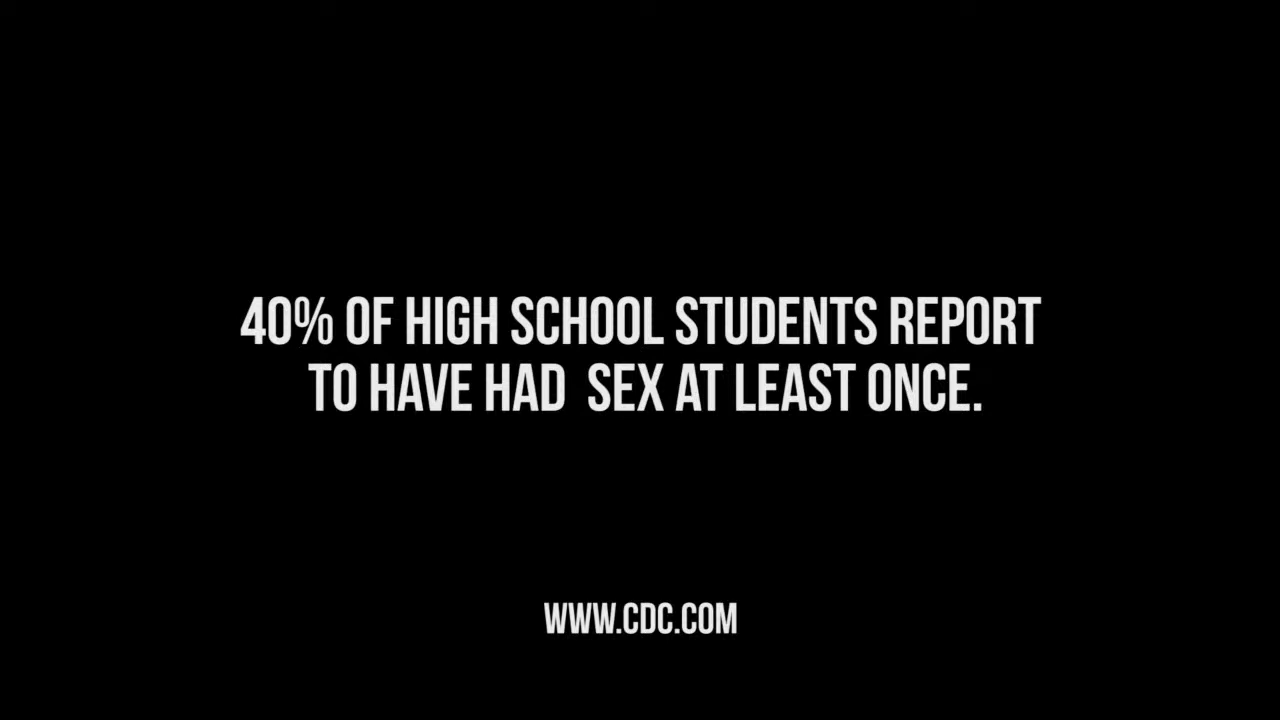 40% OF HIGH SCHOOL STUDENTS REPORT
TO HAVE HAD  SEX AT LEAST ONCE.
WWW.CDC.COM